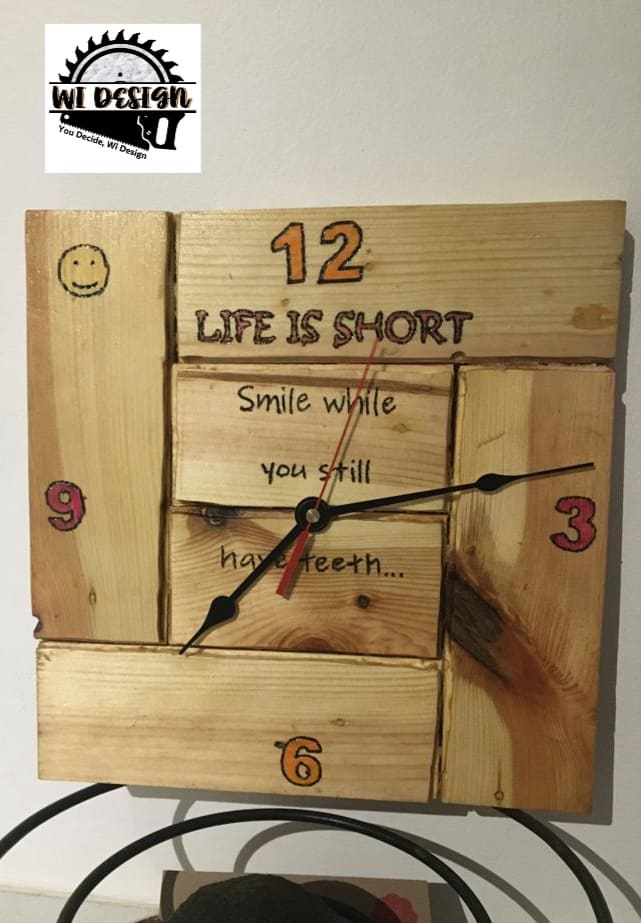 WI DESIGN
You Decide, Wi Design
12
LIFE IS SHORT
Smile while
you still
9
3
have teeth...
6